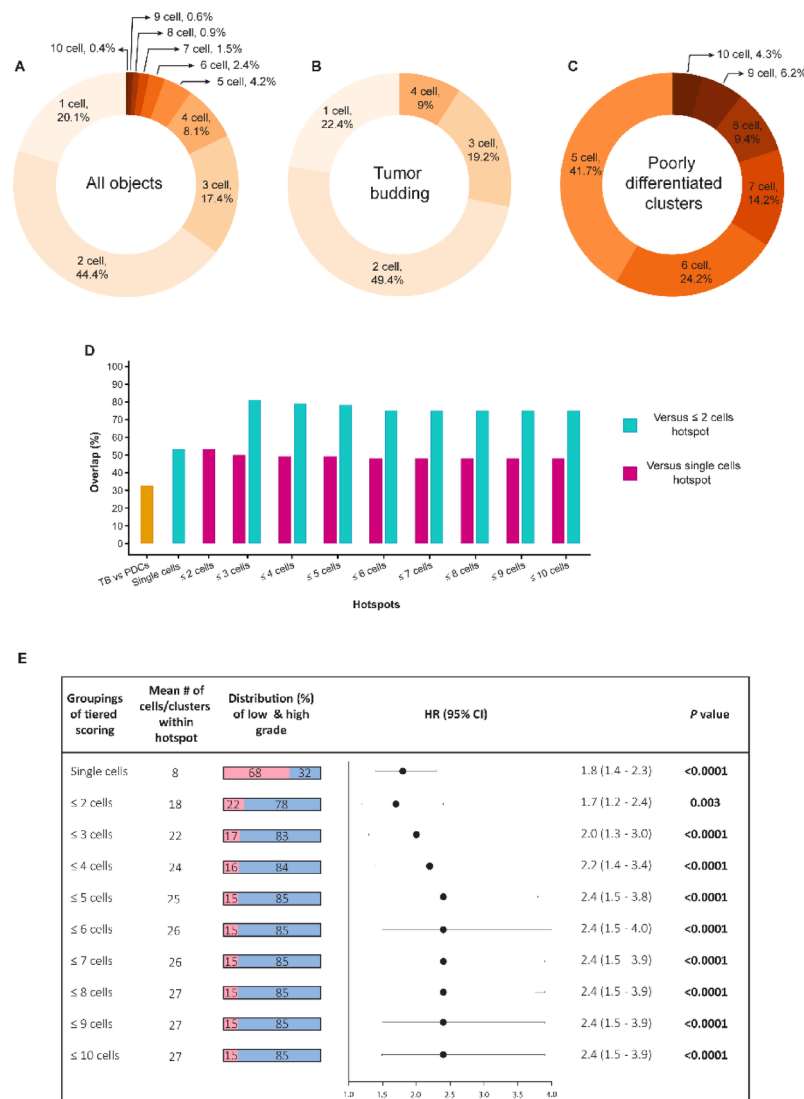 9 cell, 0.6%
10 cell, 0.4%
8 cell, 0.9%
7 cell, 1.5%
6 cell, 2.4%
5 cell, 4.2%
A
1 cell,
20.1%
4 cell,
8.1%
All objects
3 cell,
17.4%
2 cell,
44.4%
B
4 cell
9%
1 cell,
22.4%
3 cell,
19.2%
Tumor
budding
2 cell,
49.4%
C
10 cell, 4.3%
9 cell, 6.2%
8 cell,
9.4%
5 cell,
41.7%
Poorly
differentiated
clusters
7 cell,
14.2%
6 cell,
24.2%
D
100
90
80
70
60
50
40
30
20
10
0
Overlap (%)
TB vs PDCs
Single cells
≤ 2 cells
≤ 3 cells
≤ 4 cells
≤ 5 cells
≤ 6 cells
≤ 7 cells
≤ 8 cells
≤ 9 cells
≤ 10 cells
Hotspots
Versus ≤ 2 cells
hotspot
Versus single cells
hotspot
E
Groupings
of tiered
scoring
Mean # of
cells/clusters
within
hotspot
Distribution (%)
of low & high
grade
HR (95% CI)
P value
Single cells 8 68 32 1.8 (1.4 - 2.3) <0.0001
≤ 2 cells 18 22 78 1.7 (1.2 - 2.4) 0.003
≤ 3 cells 22 17 83 2.0 (1.3 - 3.0) <0.0001
≤ 4 cells 24 16 84 2.2 (1.4 - 3.4) <0.0001
≤ 5 cells 25 15 85 2.4 (1.5 - 3.8) <0.0001
≤ 6 cells 26 15 85 2.4 (1.5 - 4.0) <0.0001
≤ 7 cells 26 15 85 2.4 (1.5 - 3.9) <0.0001
≤ 8 cells 27 15 85 2.4 (1.5 - 3.9) <0.0001
≤ 9 cells 27 15 85 2.4 (1.5 - 3.9) <0.0001
≤ 10 cells 27 15 85 2.4 (1.5 - 3.9) <0.0001
1.0 1.5 2.0 2.5 3.0 3.5 4.0